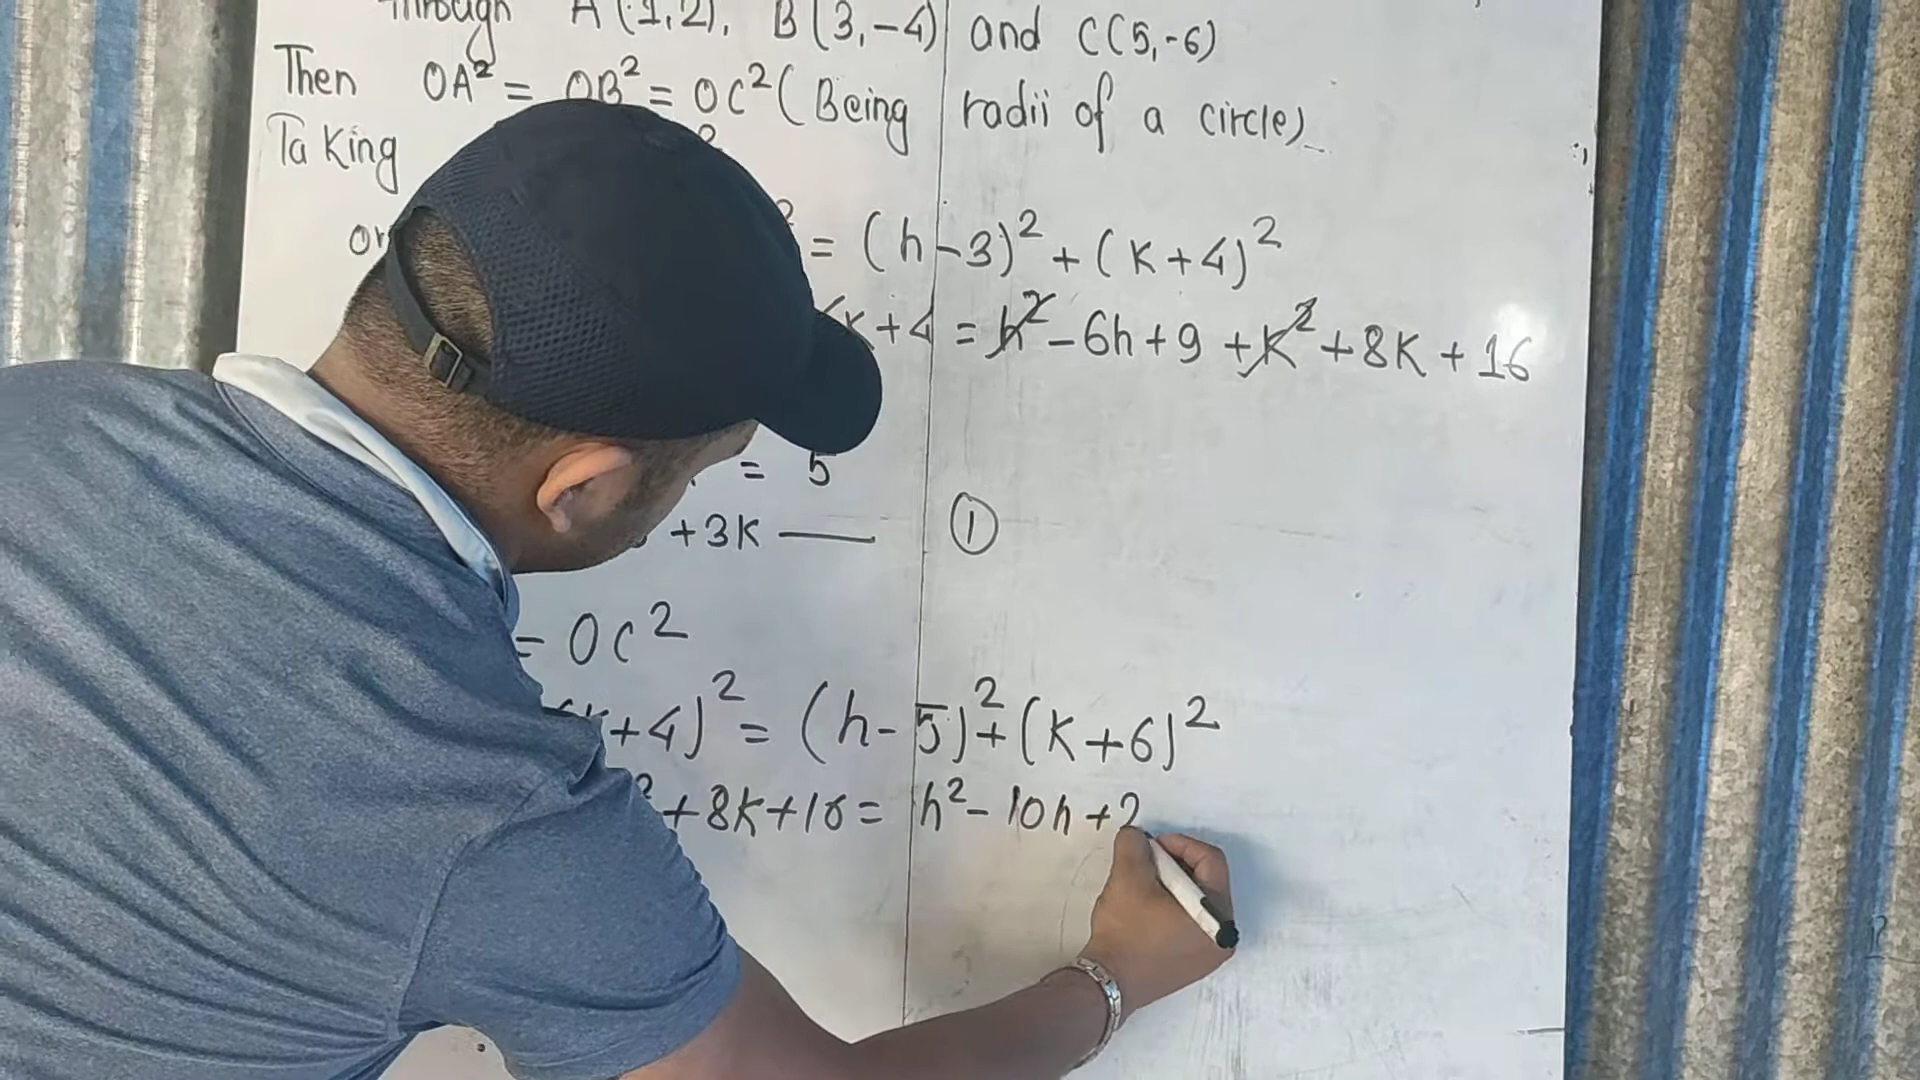 through A(1,2), B(3,-4) and C(5,-6)
Then OA² = OB² = OC² (Being radii of a circle)
Taking
or = (h-3)² + (K+4)²
K+4 = h² - 6h + 9 + K² + 8K + 16
= 5
+3K —— ①
= OC²
+4)² = (h-5)² + (K+6)²
² + 8K + 16 = h² - 10h + 2